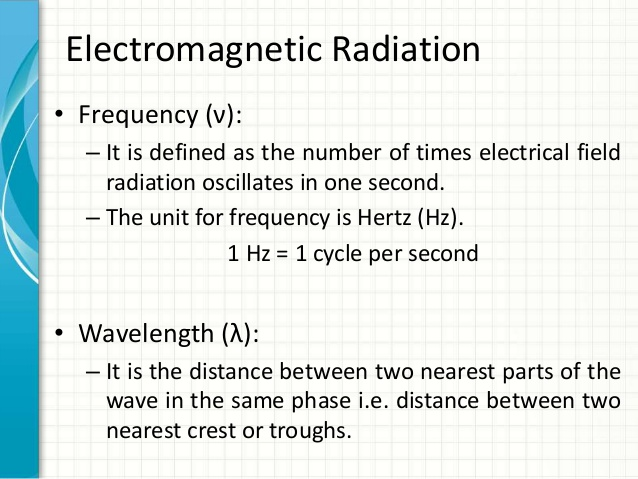 Electromagnetic Radiation
• Frequency (ν):
– It is defined as the number of times electrical field
radiation oscillates in one second.
– The unit for frequency is Hertz (Hz).
1 Hz = 1 cycle per second
• Wavelength (λ):
– It is the distance between two nearest parts of the
wave in the same phase i.e. distance between two
nearest crest or troughs.